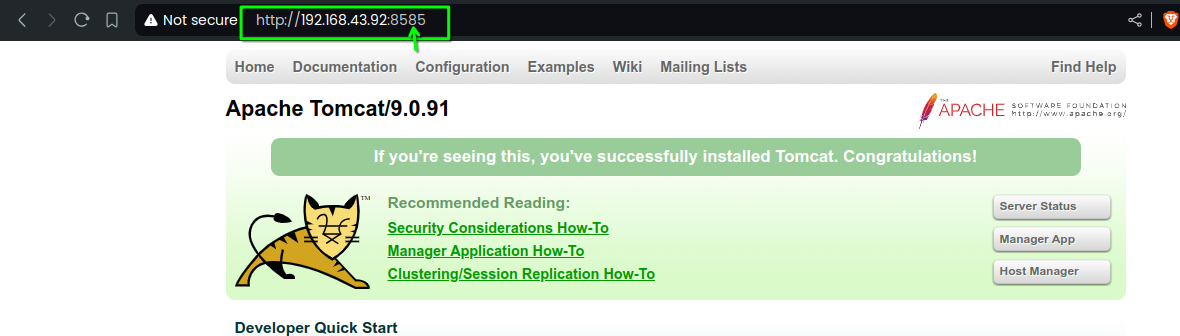 Not secure http://192.168.43.92:8585
Home Documentation Configuration Examples Wiki Mailing Lists Find Help
Apache Tomcat/9.0.91
THE
APACHE SOFTWARE FOUNDATION
http://www.apache.org/
If you're seeing this, you've successfully installed Tomcat. Congratulations!
TM
Recommended Reading:
Security Considerations How-To
Manager Application How-To
Clustering/Session Replication How-To
Server Status
Manager App
Host Manager
Developer Quick Start